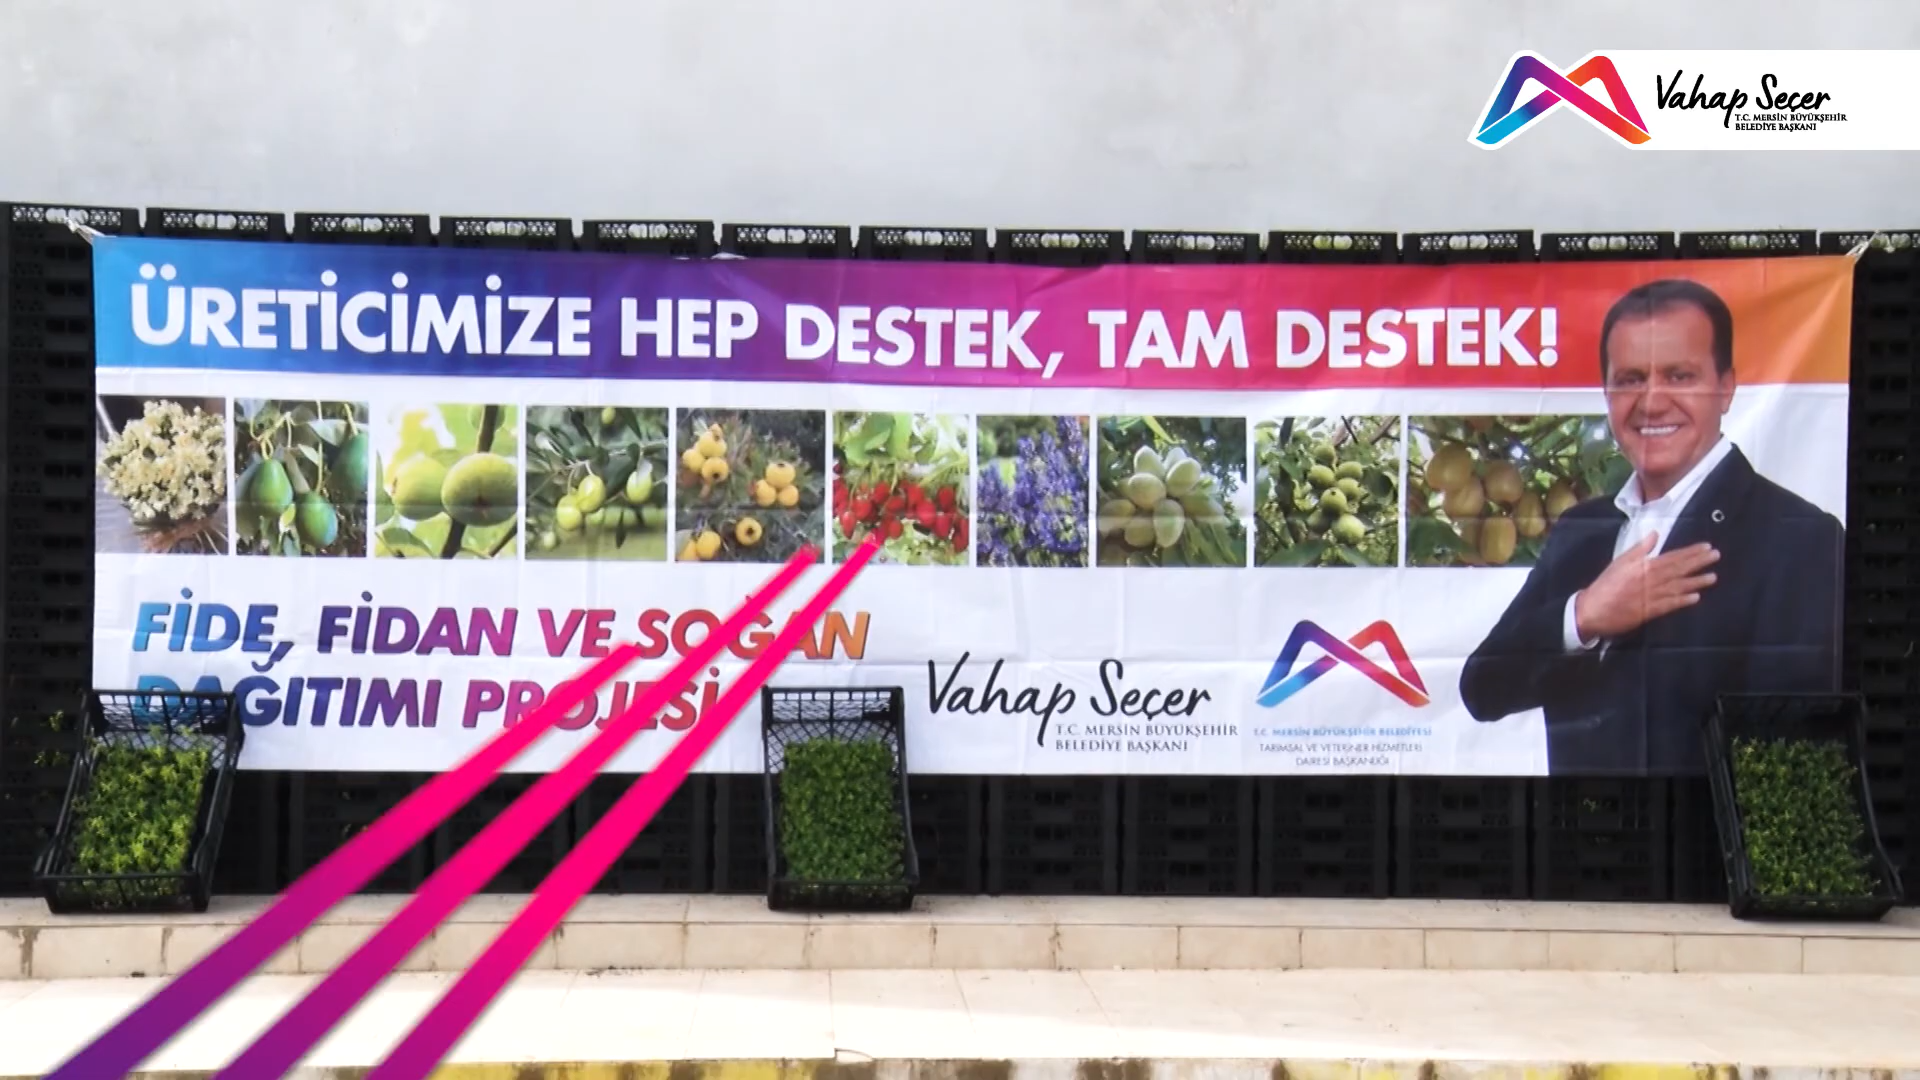 Vahap Seçer
T.C. MERSİN BÜYÜKŞEHİR
BELEDİYE BAŞKANI
ÜRETİCİMİZE HEP DESTEK, TAM DESTEK!
FİDE, FİDAN VE SOĞAN
DAĞITIMI PROJESİ
Vahap Seçer
T.C. MERSİN BÜYÜKŞEHİR
BELEDİYE BAŞKANI
T.C. MERSİN BÜYÜKŞEHİR BELEDİYESİ
TARIMSAL VE VETERİNER HİZMETLERİ
DAİRESİ BAŞKANLIĞI